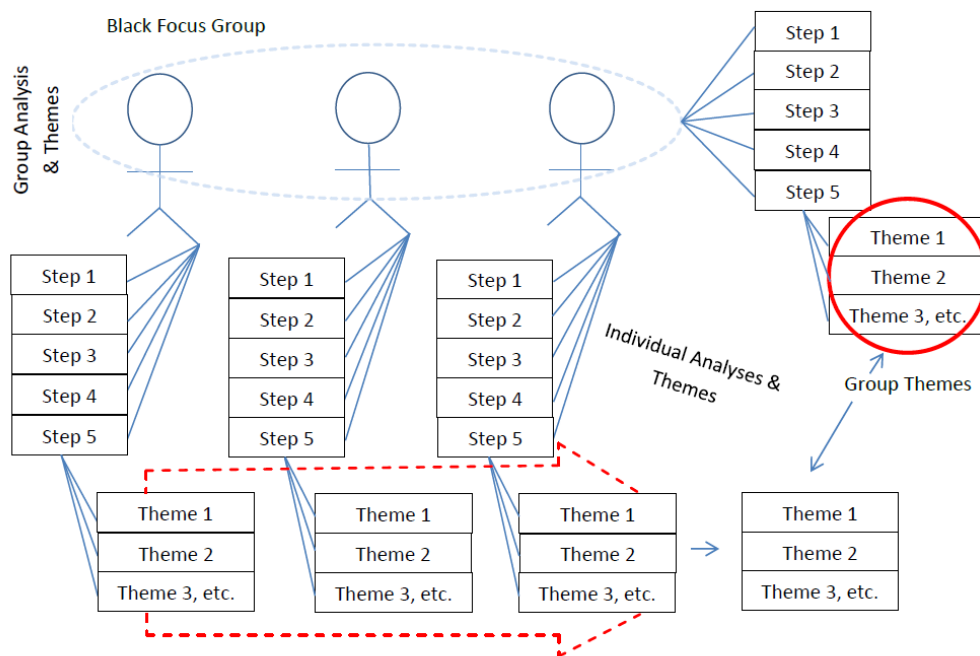 Black Focus Group
Group Analysis
& Themes
Step 1
Step 2
Step 3
Step 4
Step 5
Theme 1
Theme 2
Theme 3, etc.
Group Themes
Step 1
Step 2
Step 3
Step 4
Step 5
Step 1
Step 2
Step 3
Step 4
Step 5
Step 1
Step 2
Step 3
Step 4
Step 5
Individual Analyses &
Themes
Theme 1
Theme 2
Theme 3, etc.
Theme 1
Theme 2
Theme 3, etc.
Theme 1
Theme 2
Theme 3, etc.
Theme 1
Theme 2
Theme 3, etc.